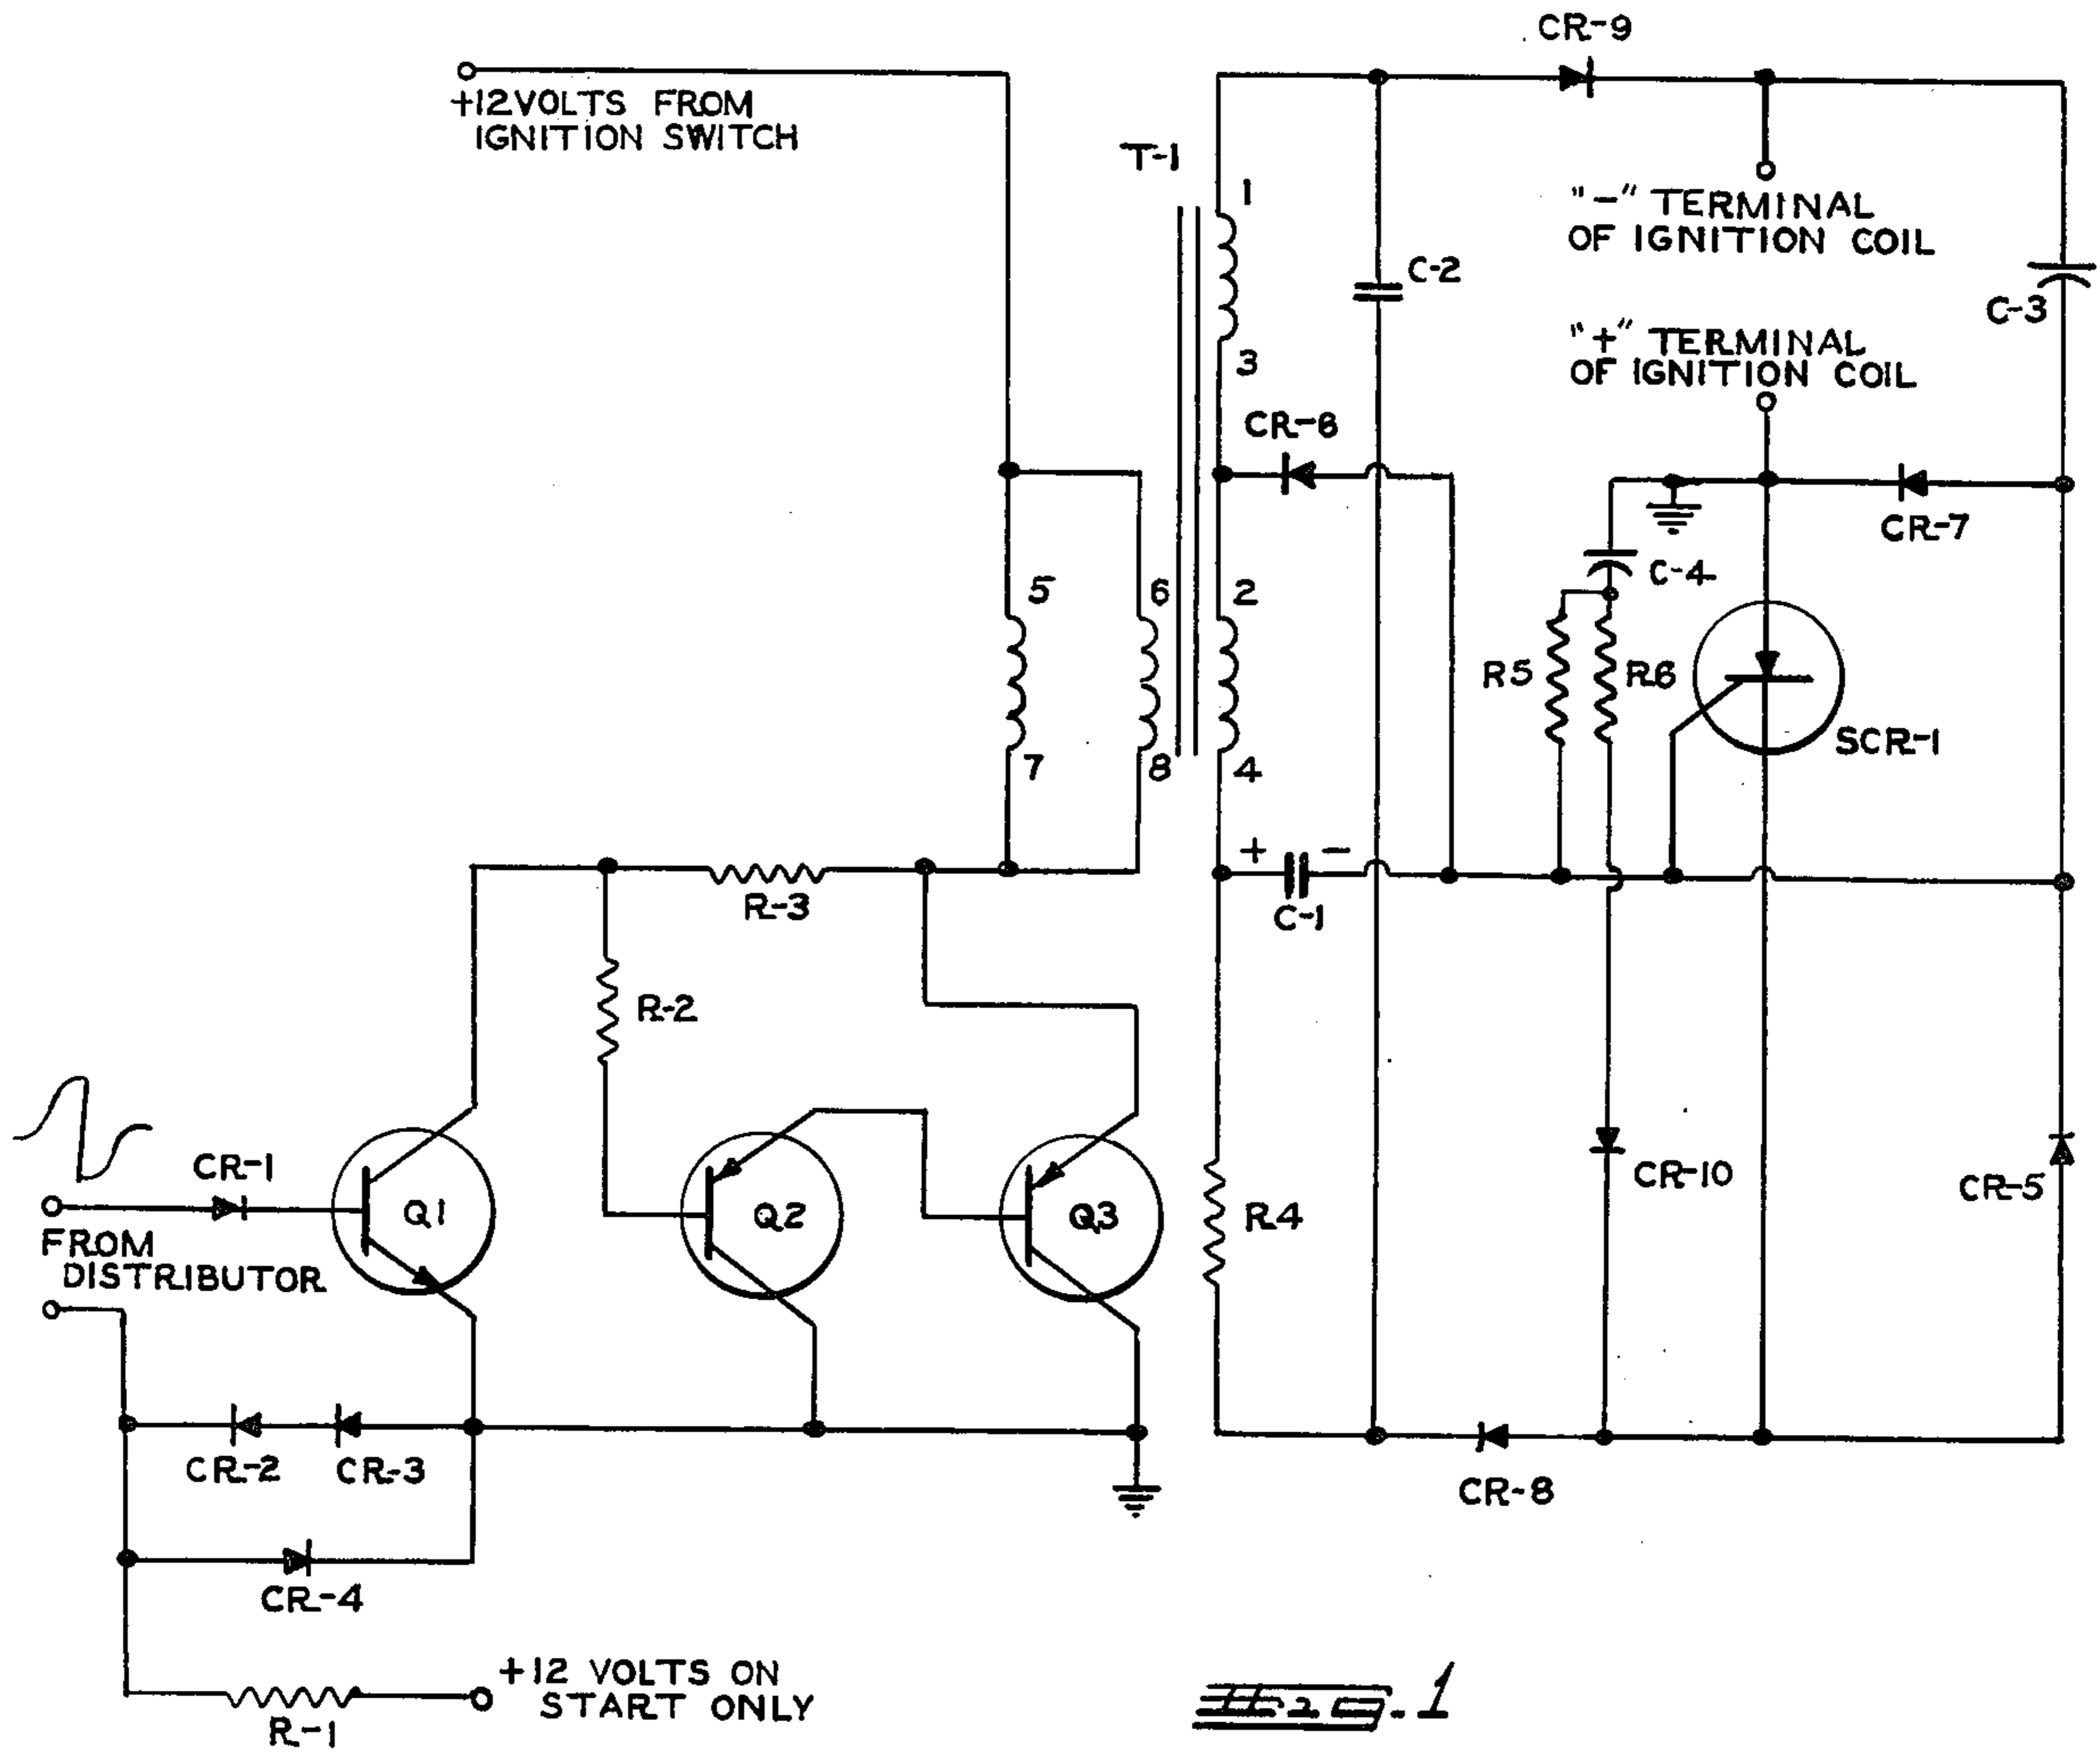 CR-9
+12VOLTS FROM
IGNITION SWITCH
T-1
1
"-" TERMINAL
OF IGNITION COIL
C-2
C-3
"+" TERMINAL
OF IGNITION COIL
3
CR-6
CR-7
5
6
2
C-4
R5
R6
SCR-1
7
8
4
+
-
R-3
C-1
R-2
CR-1
Q1
Q2
Q3
R4
CR-10
CR-5
FROM
DISTRIBUTOR
CR-2
CR-3
CR-8
CR-4
+12 VOLTS ON
START ONLY
R-1
Fig. 1